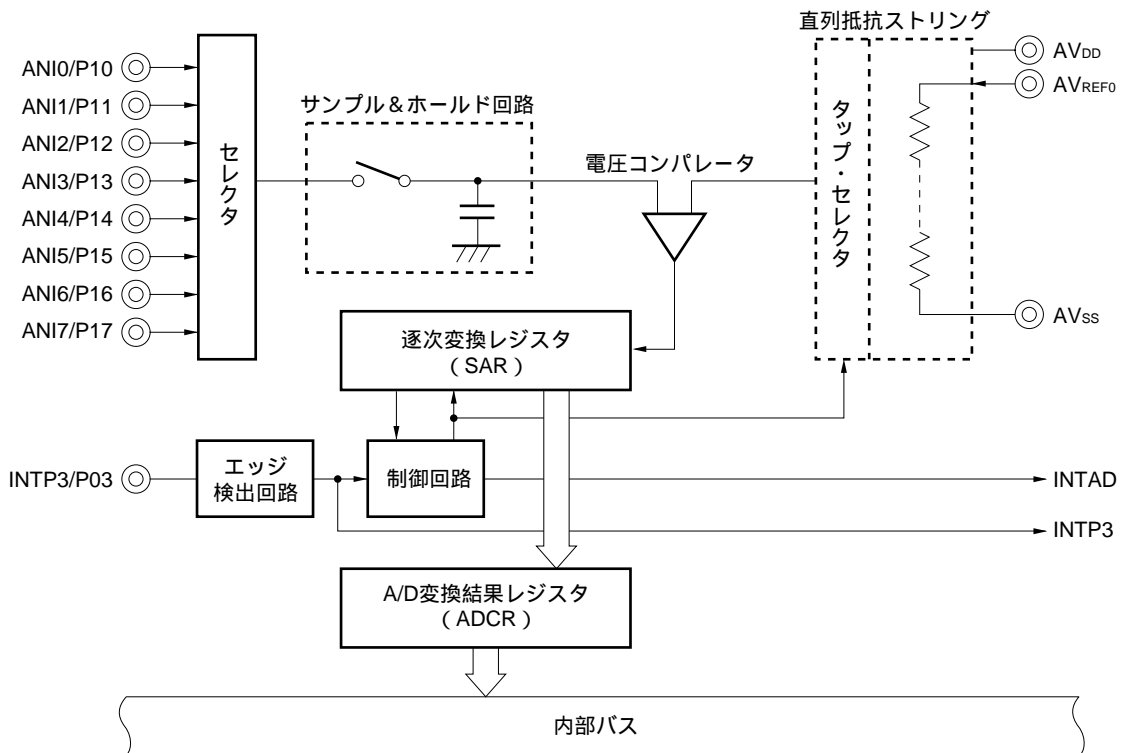 直列抵抗ストリング
ANI0/P10
ANI1/P11
ANI2/P12
ANI3/P13
ANI4/P14
ANI5/P15
ANI6/P16
ANI7/P17
セレクタ
サンプル＆ホールド回路
電圧コンパレータ
タップ・セレクタ
AVDD
AVREF0
AVSS
逐次変換レジスタ
（SAR）
INTP3/P03
エッジ
検出回路
制御回路
INTAD
INTP3
A/D変換結果レジスタ
（ADCR）
内部バス